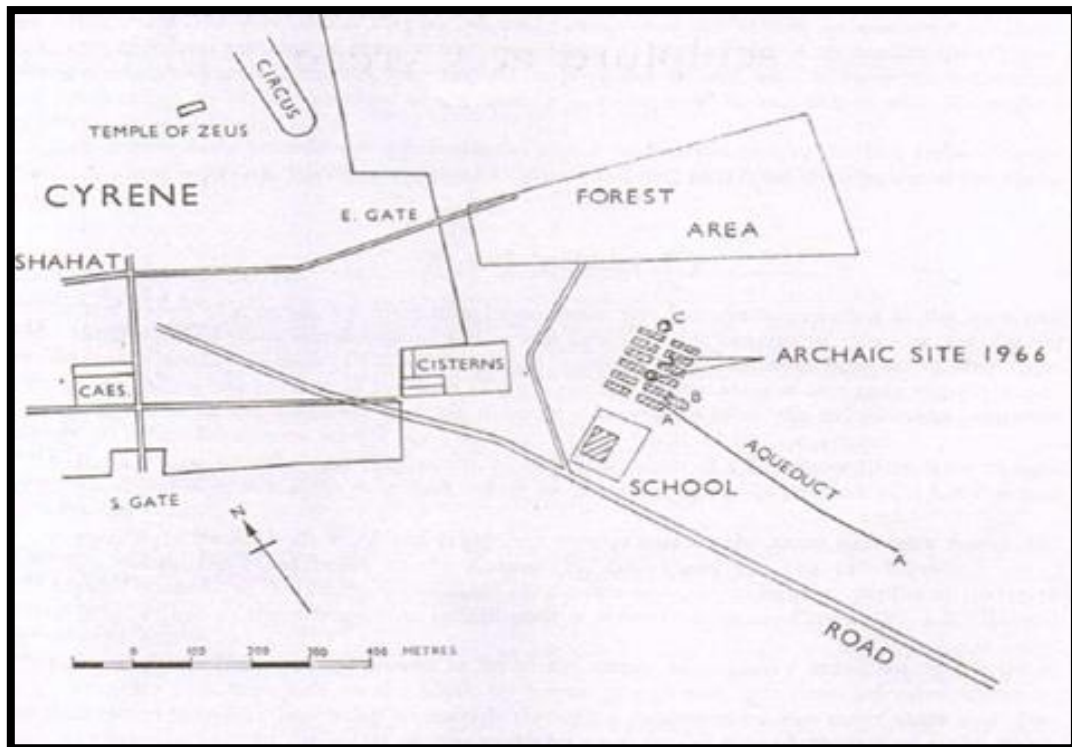 CIRCUS
TEMPLE OF ZEUS
CYRENE
FOREST
AREA
E. GATE
SHAHAT
C
ARCHAIC SITE 1966
CISTERNS
CAES.
B
A
AQUEDUCT
SCHOOL
S. GATE
N
A
ROAD
0 100 200 300 400 METRES